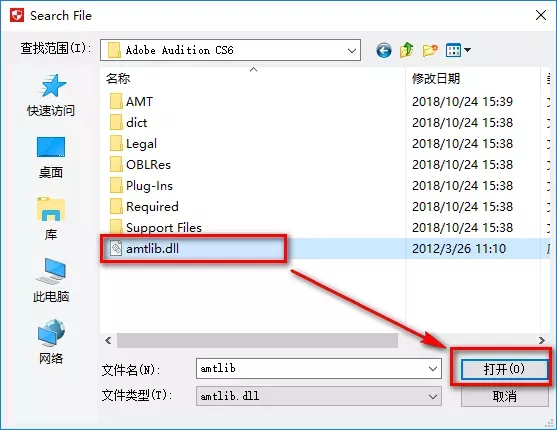 Search File
查找范围(I):
Adobe Audition CS6
名称
修改日期
AMT
2018/10/24 15:39
dict
2018/10/24 15:38
Legal
2018/10/24 15:38
OBLRes
2018/10/24 15:38
Plug-Ins
2018/10/24 15:38
Required
2018/10/24 15:38
Support Files
2018/10/24 15:38
amtlib.dll
2012/3/26 11:10
快速访问
桌面
库
此电脑
网络
文件名(N):
amtlib
打开(O)
文件类型(T):
amtlib.dll
取消